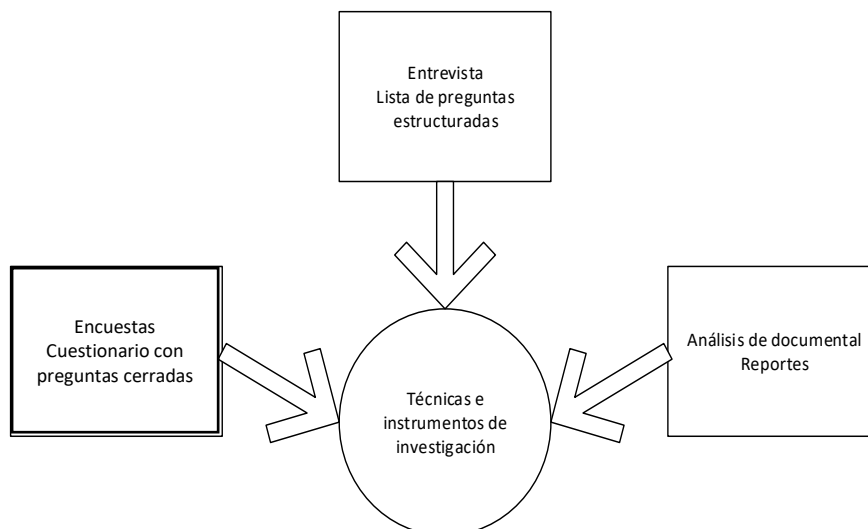 Entrevista
Lista de preguntas
estructuradas
Encuestas
Cuestionario con
preguntas cerradas
Análisis de documental
Reportes
Técnicas e
instrumentos de
investigación